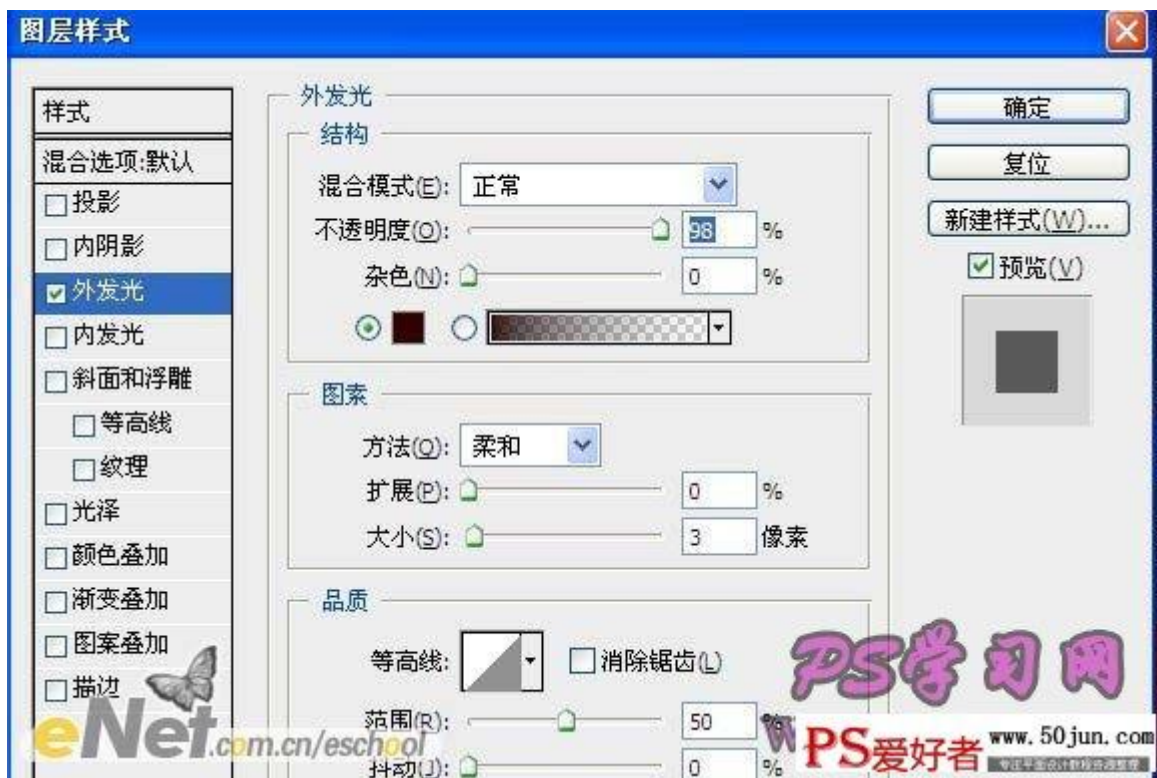 图层样式
样式
混合选项:默认
投影
内阴影
外发光
内发光
斜面和浮雕
等高线
纹理
光泽
颜色叠加
渐变叠加
图案叠加
描边
外发光
结构
混合模式(E): 正常
不透明度(O): 98 %
杂色(N): 0 %
图素
方法(Q): 柔和
扩展(P): 0 %
大小(S): 3 像素
品质
等高线: 消除锯齿(L)
范围(R): 50 %
抖动(J): 0 %
确定
复位
新建样式(W)...
预览(V)
eNet.com.cn/eschool
PS学习网
PS爱好者 www.50jun.com